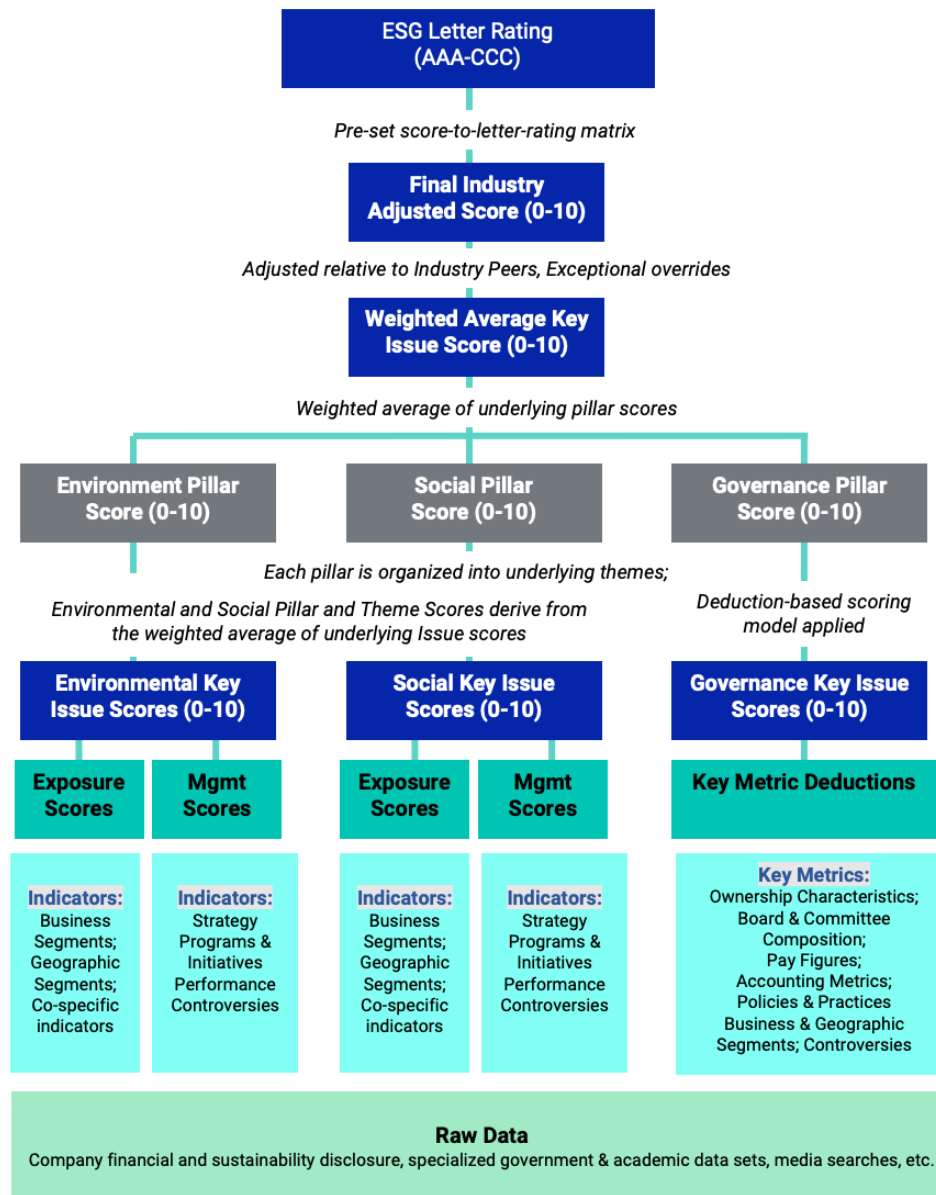 ESG Letter Rating
(AAA-CCC)
Pre-set score-to-letter-rating matrix
Final Industry
Adjusted Score (0-10)
Adjusted relative to Industry Peers, Exceptional overrides
Weighted Average Key
Issue Score (0-10)
Weighted average of underlying pillar scores
Environment Pillar
Score (0-10)
Social Pillar
Score (0-10)
Governance Pillar
Score (0-10)
Each pillar is organized into underlying themes;
Environmental and Social Pillar and Theme Scores derive from
the weighted average of underlying Issue scores
Deduction-based scoring
model applied
Environmental Key
Issue Scores (0-10)
Social Key Issue
Scores (0-10)
Governance Key Issue
Scores (0-10)
Exposure
Scores
Mgmt
Scores
Exposure
Scores
Mgmt
Scores
Key Metric Deductions
Indicators:
Business
Segments;
Geographic
Segments;
Co-specific
indicators
Indicators:
Strategy
Programs &
Initiatives
Performance
Controversies
Indicators:
Business
Segments;
Geographic
Segments;
Co-specific
indicators
Indicators:
Strategy
Programs &
Initiatives
Performance
Controversies
Key Metrics:
Ownership Characteristics;
Board & Committee
Composition;
Pay Figures;
Accounting Metrics;
Policies & Practices
Business & Geographic
Segments; Controversies
Raw Data
Company financial and sustainability disclosure, specialized government & academic data sets, media searches, etc.